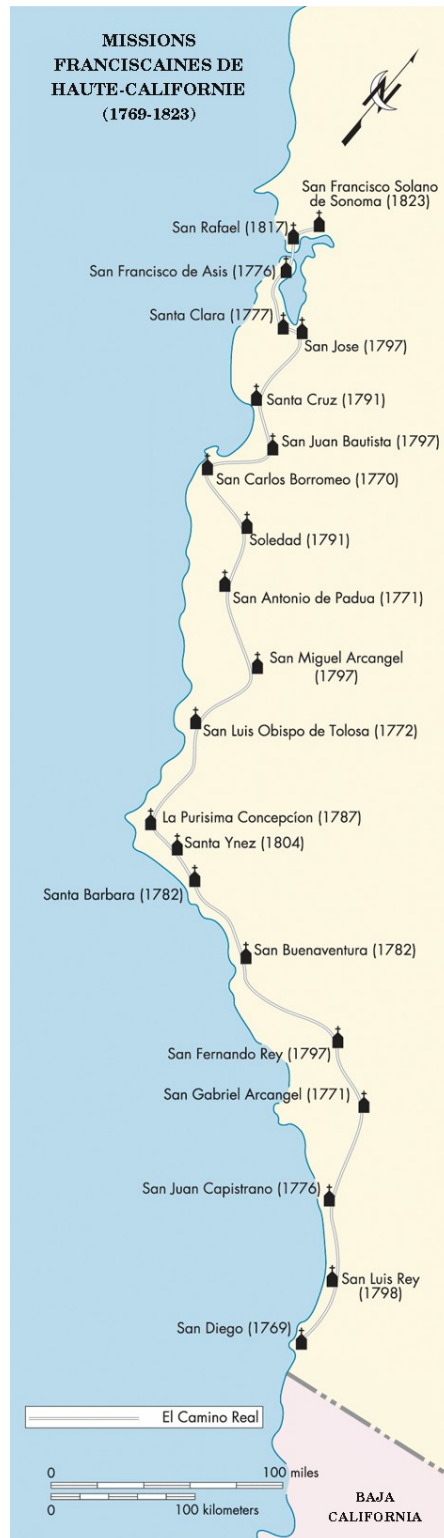 MISSIONS
FRANCISCAINES DE
HAUTE-CALIFORNIE
(1769-1823)
N
San Francisco Solano
de Sonoma (1823)
San Rafael (1817)
San Francisco de Asis (1776)
Santa Clara (1777)
San Jose (1797)
Santa Cruz (1791)
San Juan Bautista (1797)
San Carlos Borromeo (1770)
Soledad (1791)
San Antonio de Padua (1771)
San Miguel Arcangel
(1797)
San Luis Obispo de Tolosa (1772)
La Purisima Concepcíon (1787)
Santa Ynez (1804)
Santa Barbara (1782)
San Buenaventura (1782)
San Fernando Rey (1797)
San Gabriel Arcangel (1771)
San Juan Capistrano (1776)
San Luis Rey
(1798)
San Diego (1769)
El Camino Real
0 100 miles
0 100 kilometers
BAJA
CALIFORNIA